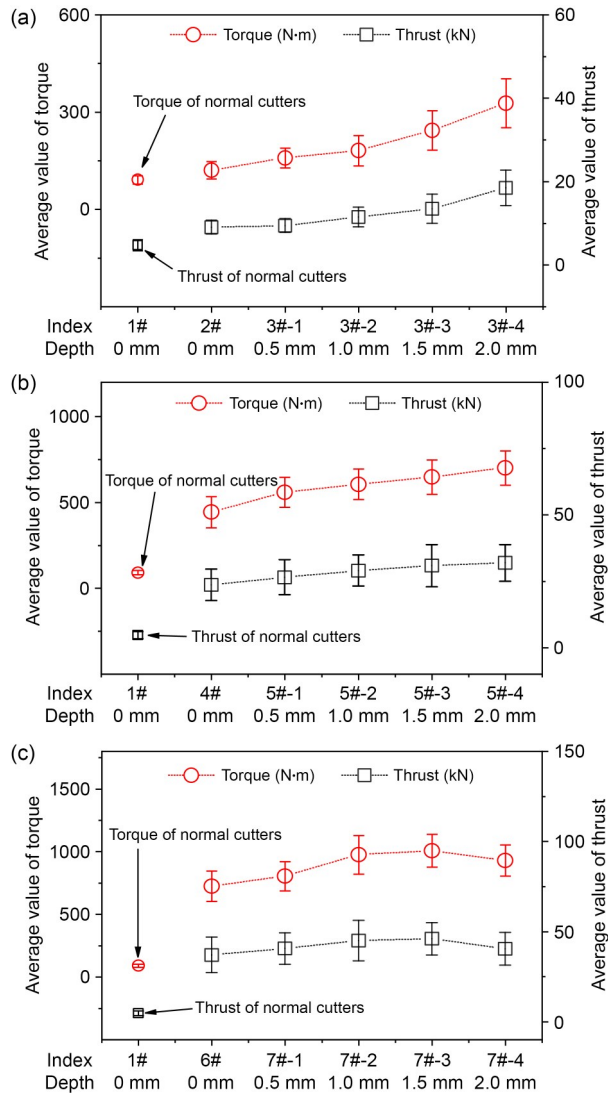 (a)
600
300
0
Average value of torque
Torque (N·m)
Thrust (kN)
Torque of normal cutters
Thrust of normal cutters
60
40
20
0
Average value of thrust
Index 1# 2# 3#-1 3#-2 3#-3 3#-4
Depth 0 mm 0 mm 0.5 mm 1.0 mm 1.5 mm 2.0 mm
(b)
1000
500
0
Average value of torque
Torque (N·m)
Thrust (kN)
Torque of normal cutters
Thrust of normal cutters
100
50
0
Average value of thrust
Index 1# 4# 5#-1 5#-2 5#-3 5#-4
Depth 0 mm 0 mm 0.5 mm 1.0 mm 1.5 mm 2.0 mm
(c)
1500
1000
500
0
Average value of torque
Torque (N·m)
Thrust (kN)
Torque of normal cutters
Thrust of normal cutters
150
100
50
0
Average value of thrust
Index 1# 6# 7#-1 7#-2 7#-3 7#-4
Depth 0 mm 0 mm 0.5 mm 1.0 mm 1.5 mm 2.0 mm